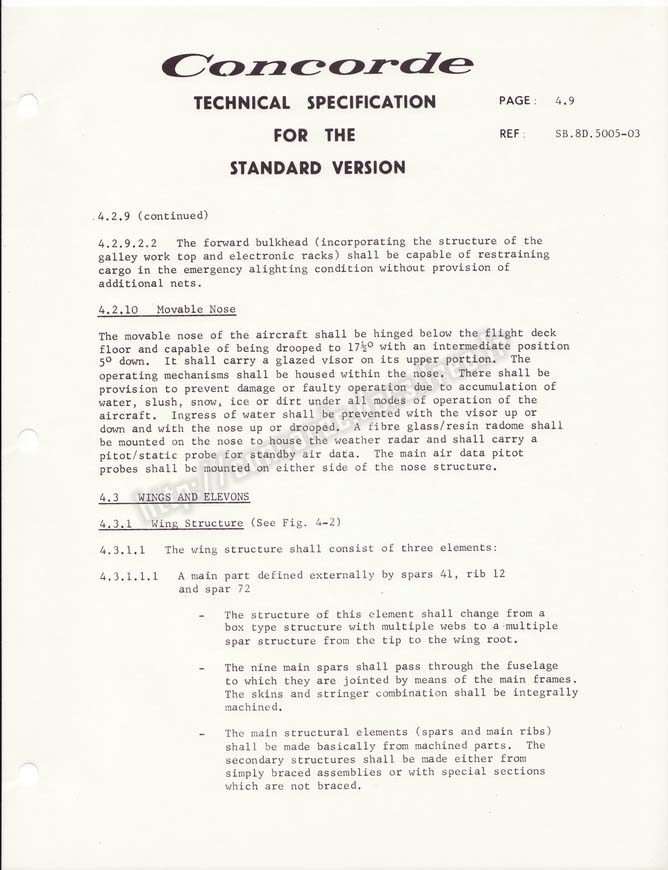 Concorde
TECHNICAL SPECIFICATION
FOR THE
STANDARD VERSION
PAGE: 4.9
REF: SB.8D.5005-03
4.2.9 (continued)
4.2.9.2.2 The forward bulkhead (incorporating the structure of the
galley work top and electronic racks) shall be capable of restraining
cargo in the emergency alighting condition without provision of
additional nets.
4.2.10 Movable Nose
The movable nose of the aircraft shall be hinged below the flight deck
floor and capable of being drooped to 17½° with an intermediate position
5° down. It shall carry a glazed visor on its upper portion. The
operating mechanisms shall be housed within the nose. There shall be
provision to prevent damage or faulty operation due to accumulation of
water, slush, snow, ice or dirt under all modes of operation of the
aircraft. Ingress of water shall be prevented with the visor up or
down and with the nose up or drooped. A fibre glass/resin radome shall
be mounted on the nose to house the weather radar and shall carry a
pitot/static probe for standby air data. The main air data pitot
probes shall be mounted on either side of the nose structure.
4.3 WINGS AND ELEVONS
4.3.1 Wing Structure (See Fig. 4-2)
4.3.1.1 The wing structure shall consist of three elements:
4.3.1.1.1 A main part defined externally by spars 41, rib 12
and spar 72
- The structure of this element shall change from a
box type structure with multiple webs to a multiple
spar structure from the tip to the wing root.
- The nine main spars shall pass through the fuselage
to which they are jointed by means of the main frames.
The skins and stringer combination shall be integrally
machined.
- The main structural elements (spars and main ribs)
shall be made basically from machined parts. The
secondary structures shall be made either from
simply braced assemblies or with special sections
which are not braced.